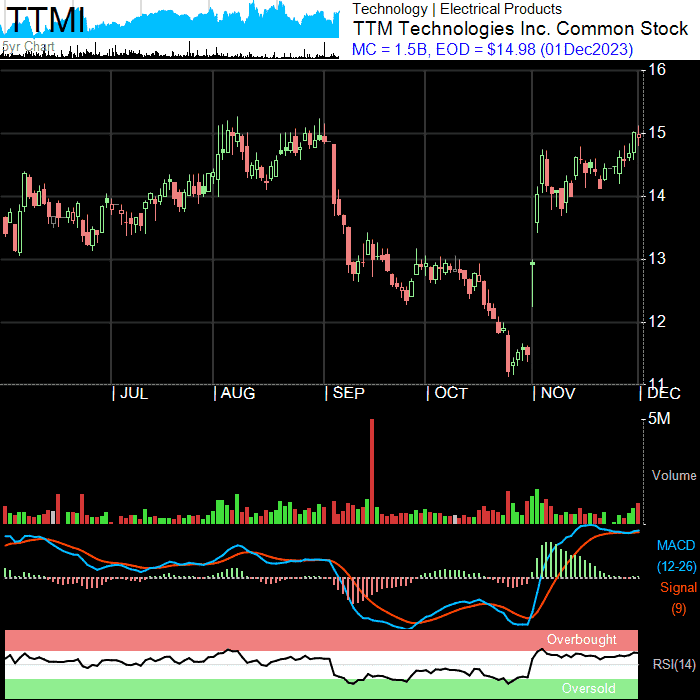 TTMI
5yr Chart
Technology | Electrical Products
TTM Technologies Inc. Common Stock
MC = 1.5B, EOD = $14.98 (01Dec2023)
16
15
14
13
12
11
| JUL
| AUG
| SEP
| OCT
| NOV
| DEC
5M
Volume
MACD
(12-26)
Signal
(9)
Overbought
RSI(14)
Oversold